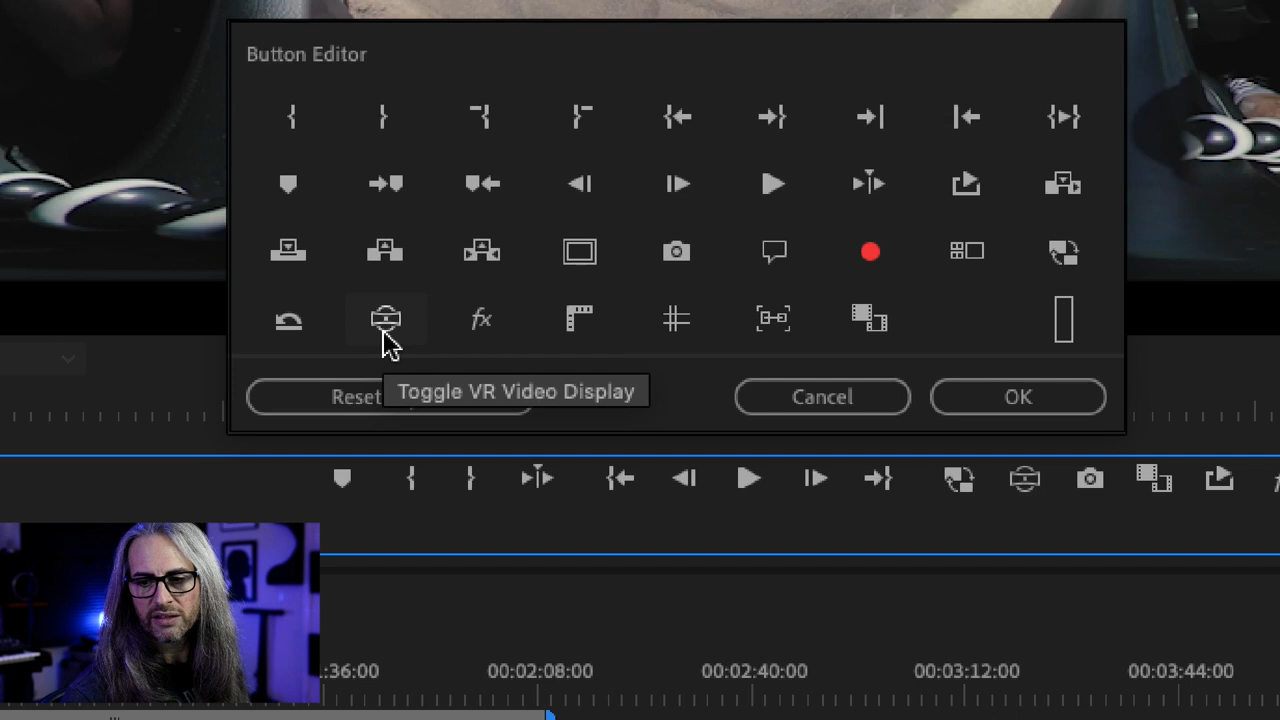 Button Editor
fx
Reset
Toggle VR Video Display
Cancel
OK
:36:00
00:02:08:00
00:02:40:00
00:03:12:00
00:03:44:00